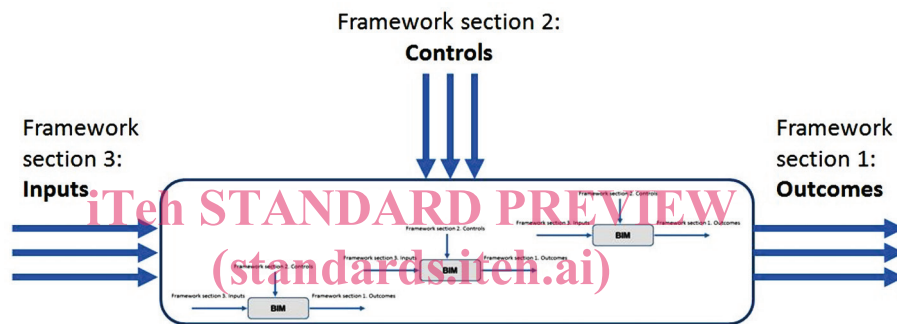 Framework section 2:
Controls
Framework
section 3:
Inputs
Framework
section 1:
Outcomes
iTeh STANDARD PREVIEW
(standards.iteh.ai)
Framework section 2. Controls
Framework section 3. Inputs
BIM
Framework section 1. Outcomes
Framework section 2. Controls
Framework section 3. Inputs
BIM
Framework section 1. Outcomes
Framework section 2. Controls
Framework section 3. Inputs
BIM
Framework section 1. Outcomes